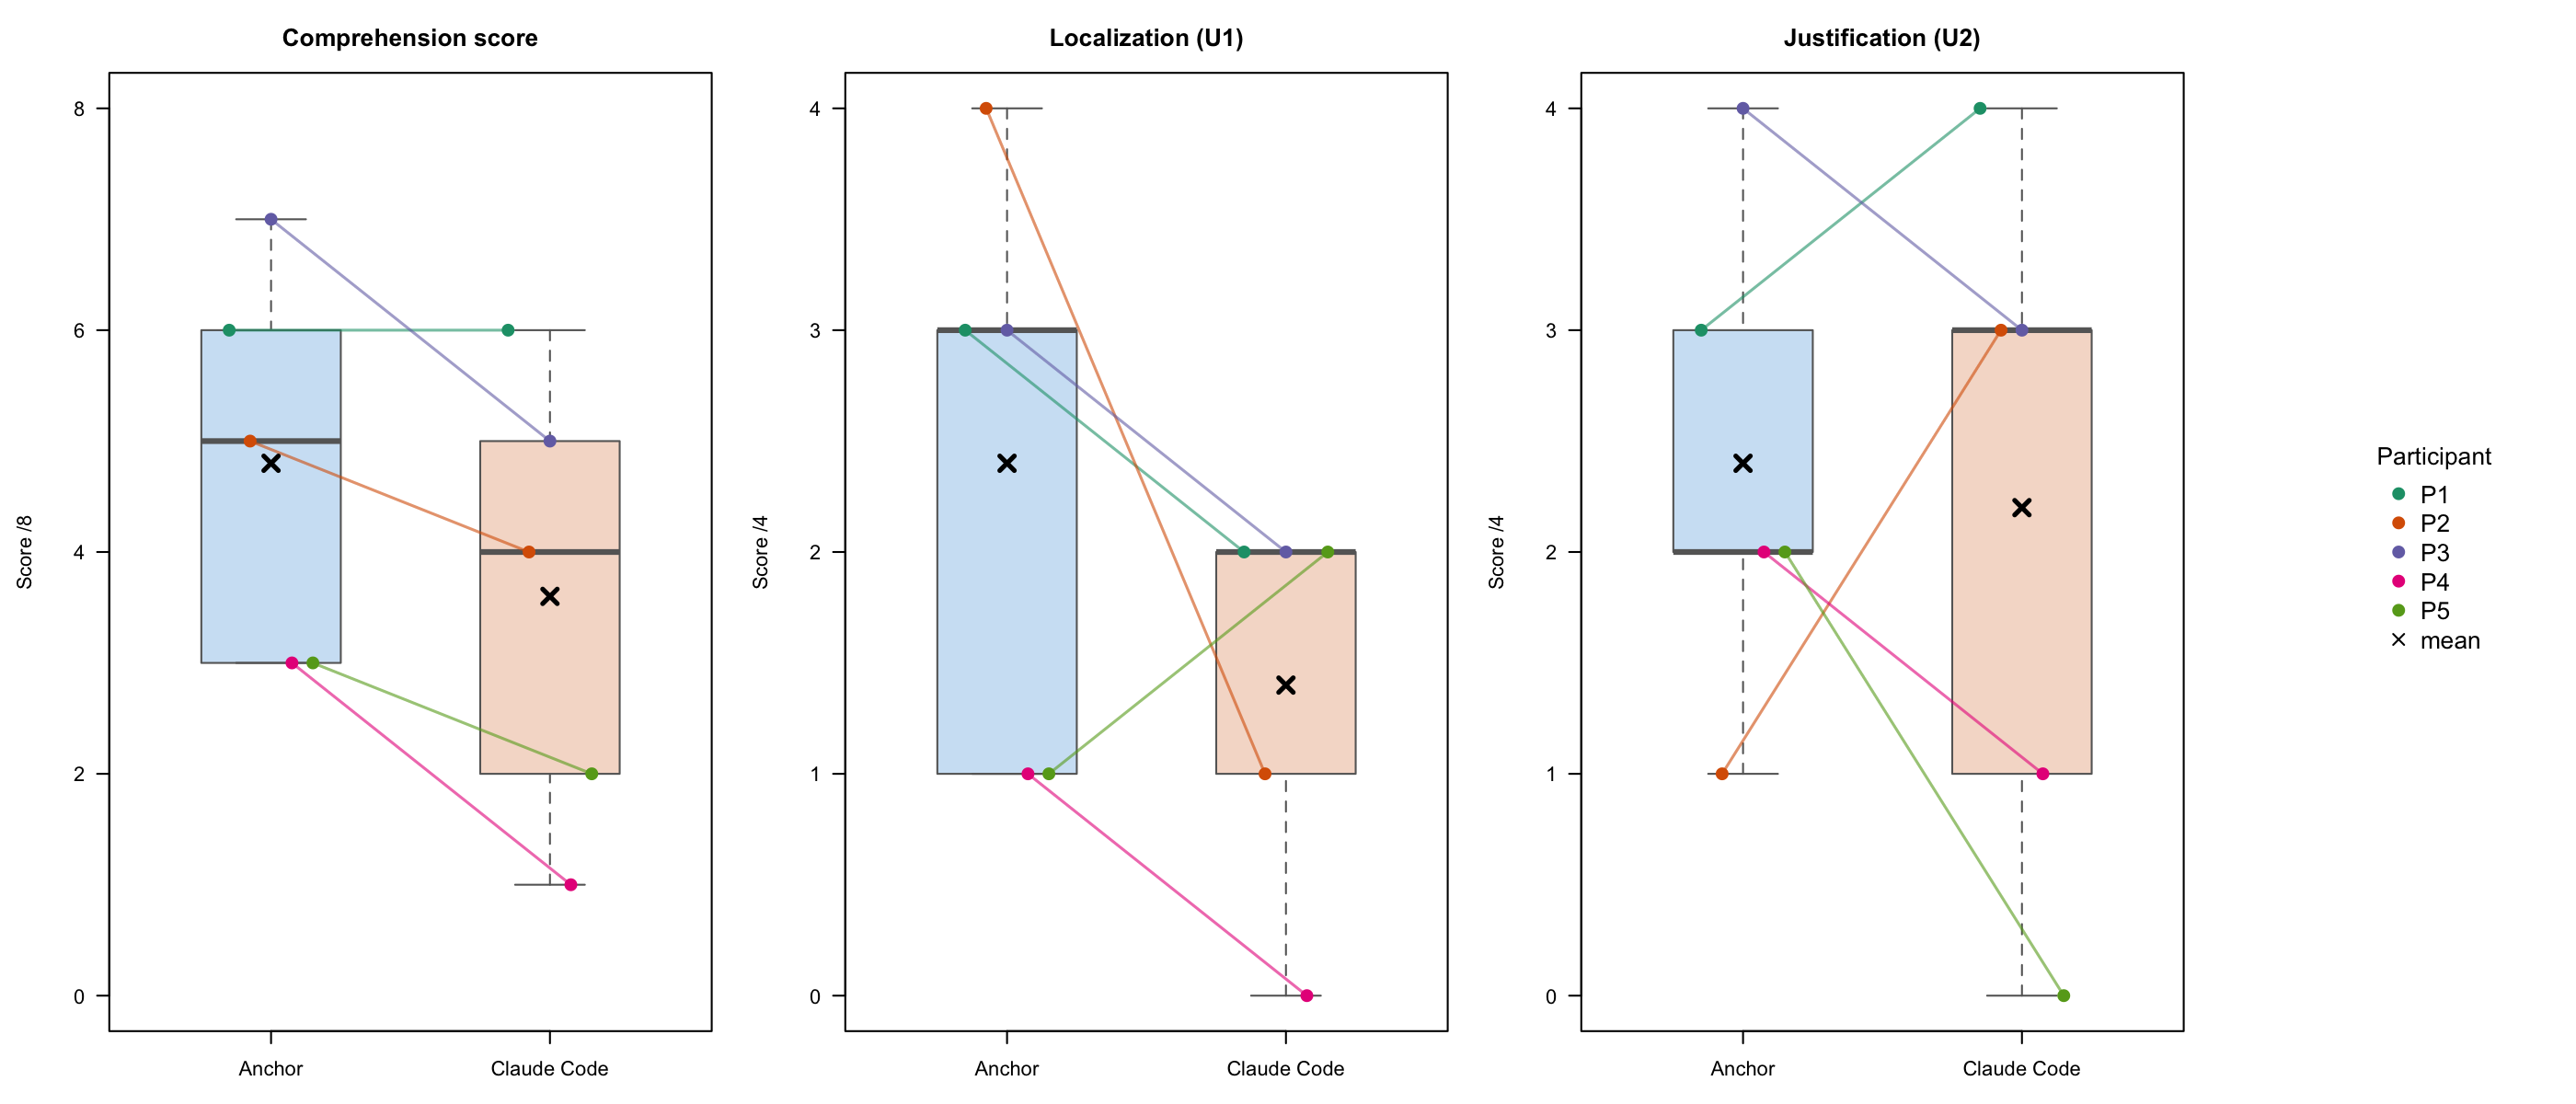 Comprehension score
Score /8
8
6
4
2
0
Anchor
Claude Code
Localization (U1)
Score /4
4
3
2
1
0
Anchor
Claude Code
Justification (U2)
Score /4
4
3
2
1
0
Anchor
Claude Code
Participant
P1
P2
P3
P4
P5
mean